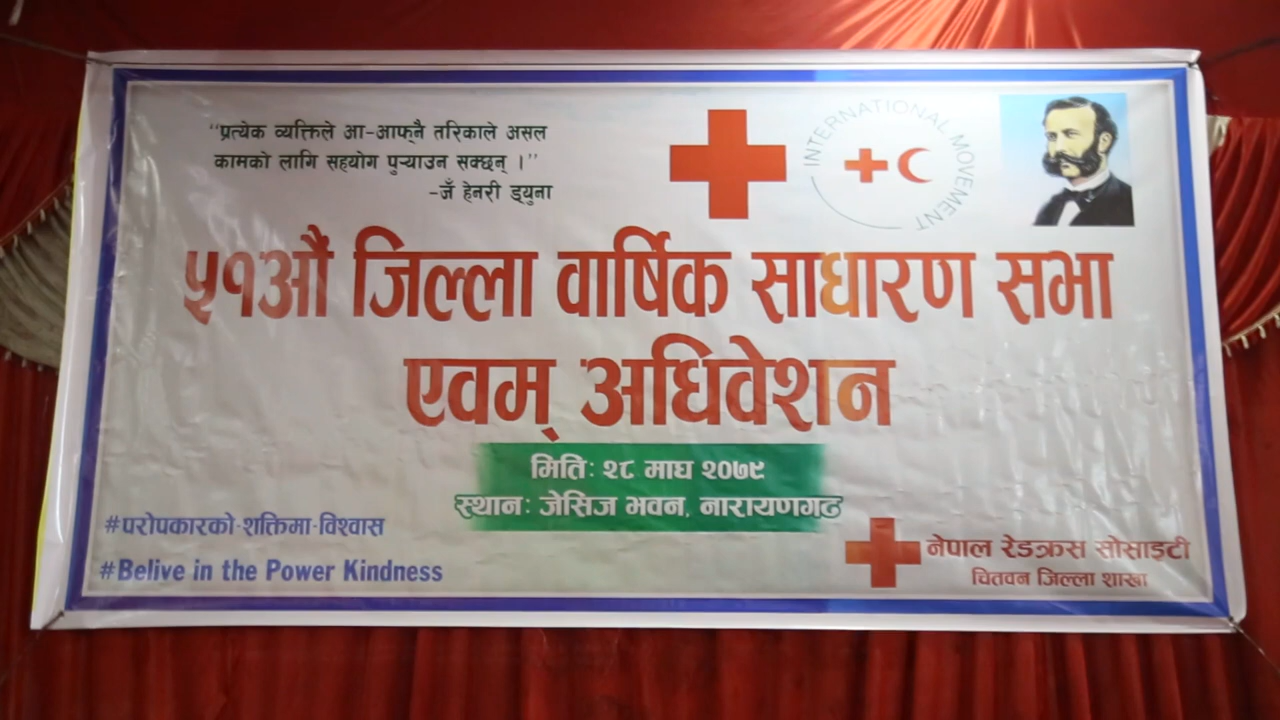 “प्रत्येक व्यक्तिले आ-आफ्‌नै तरिकाले असल
कामको लागि सहयोग पुऱ्याउन सक्छन् ।”
-जँ हेनरी ड्युना
INTERNATIONAL MOVEMENT
५१औं जिल्ला वार्षिक साधारण सभा
एवम् अधिवेशन
मितिः २८ माघ २०७९
स्थानः जेसिज भवन, नारायणगढ
#परोपकारको-शक्तिमा-विश्वास
#Belive in the Power Kindness
नेपाल रेडक्रस सोसाइटी
चितवन जिल्ला शाखा